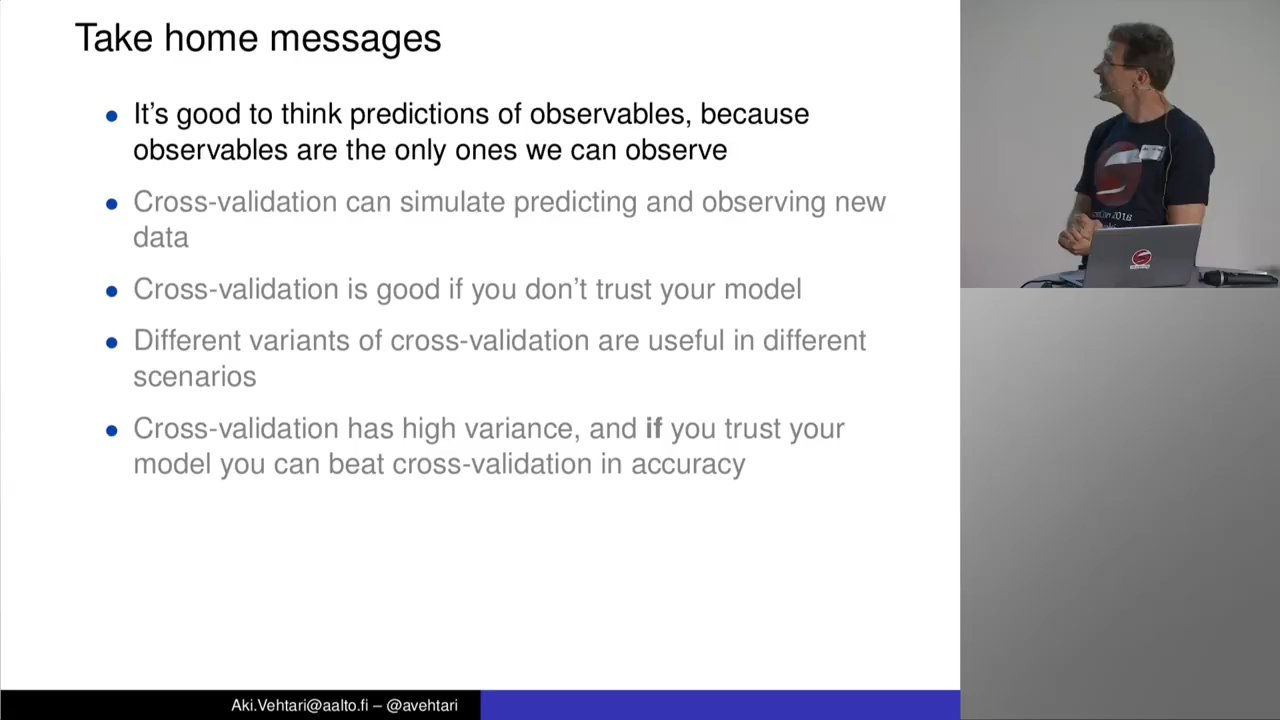 Take home messages
It's good to think predictions of observables, because
observables are the only ones we can observe
Cross-validation can simulate predicting and observing new
data
Cross-validation is good if you don't trust your model
Different variants of cross-validation are useful in different
scenarios
Cross-validation has high variance, and if you trust your
model you can beat cross-validation in accuracy
Aki.Vehtari@aalto.fi – @avehtari